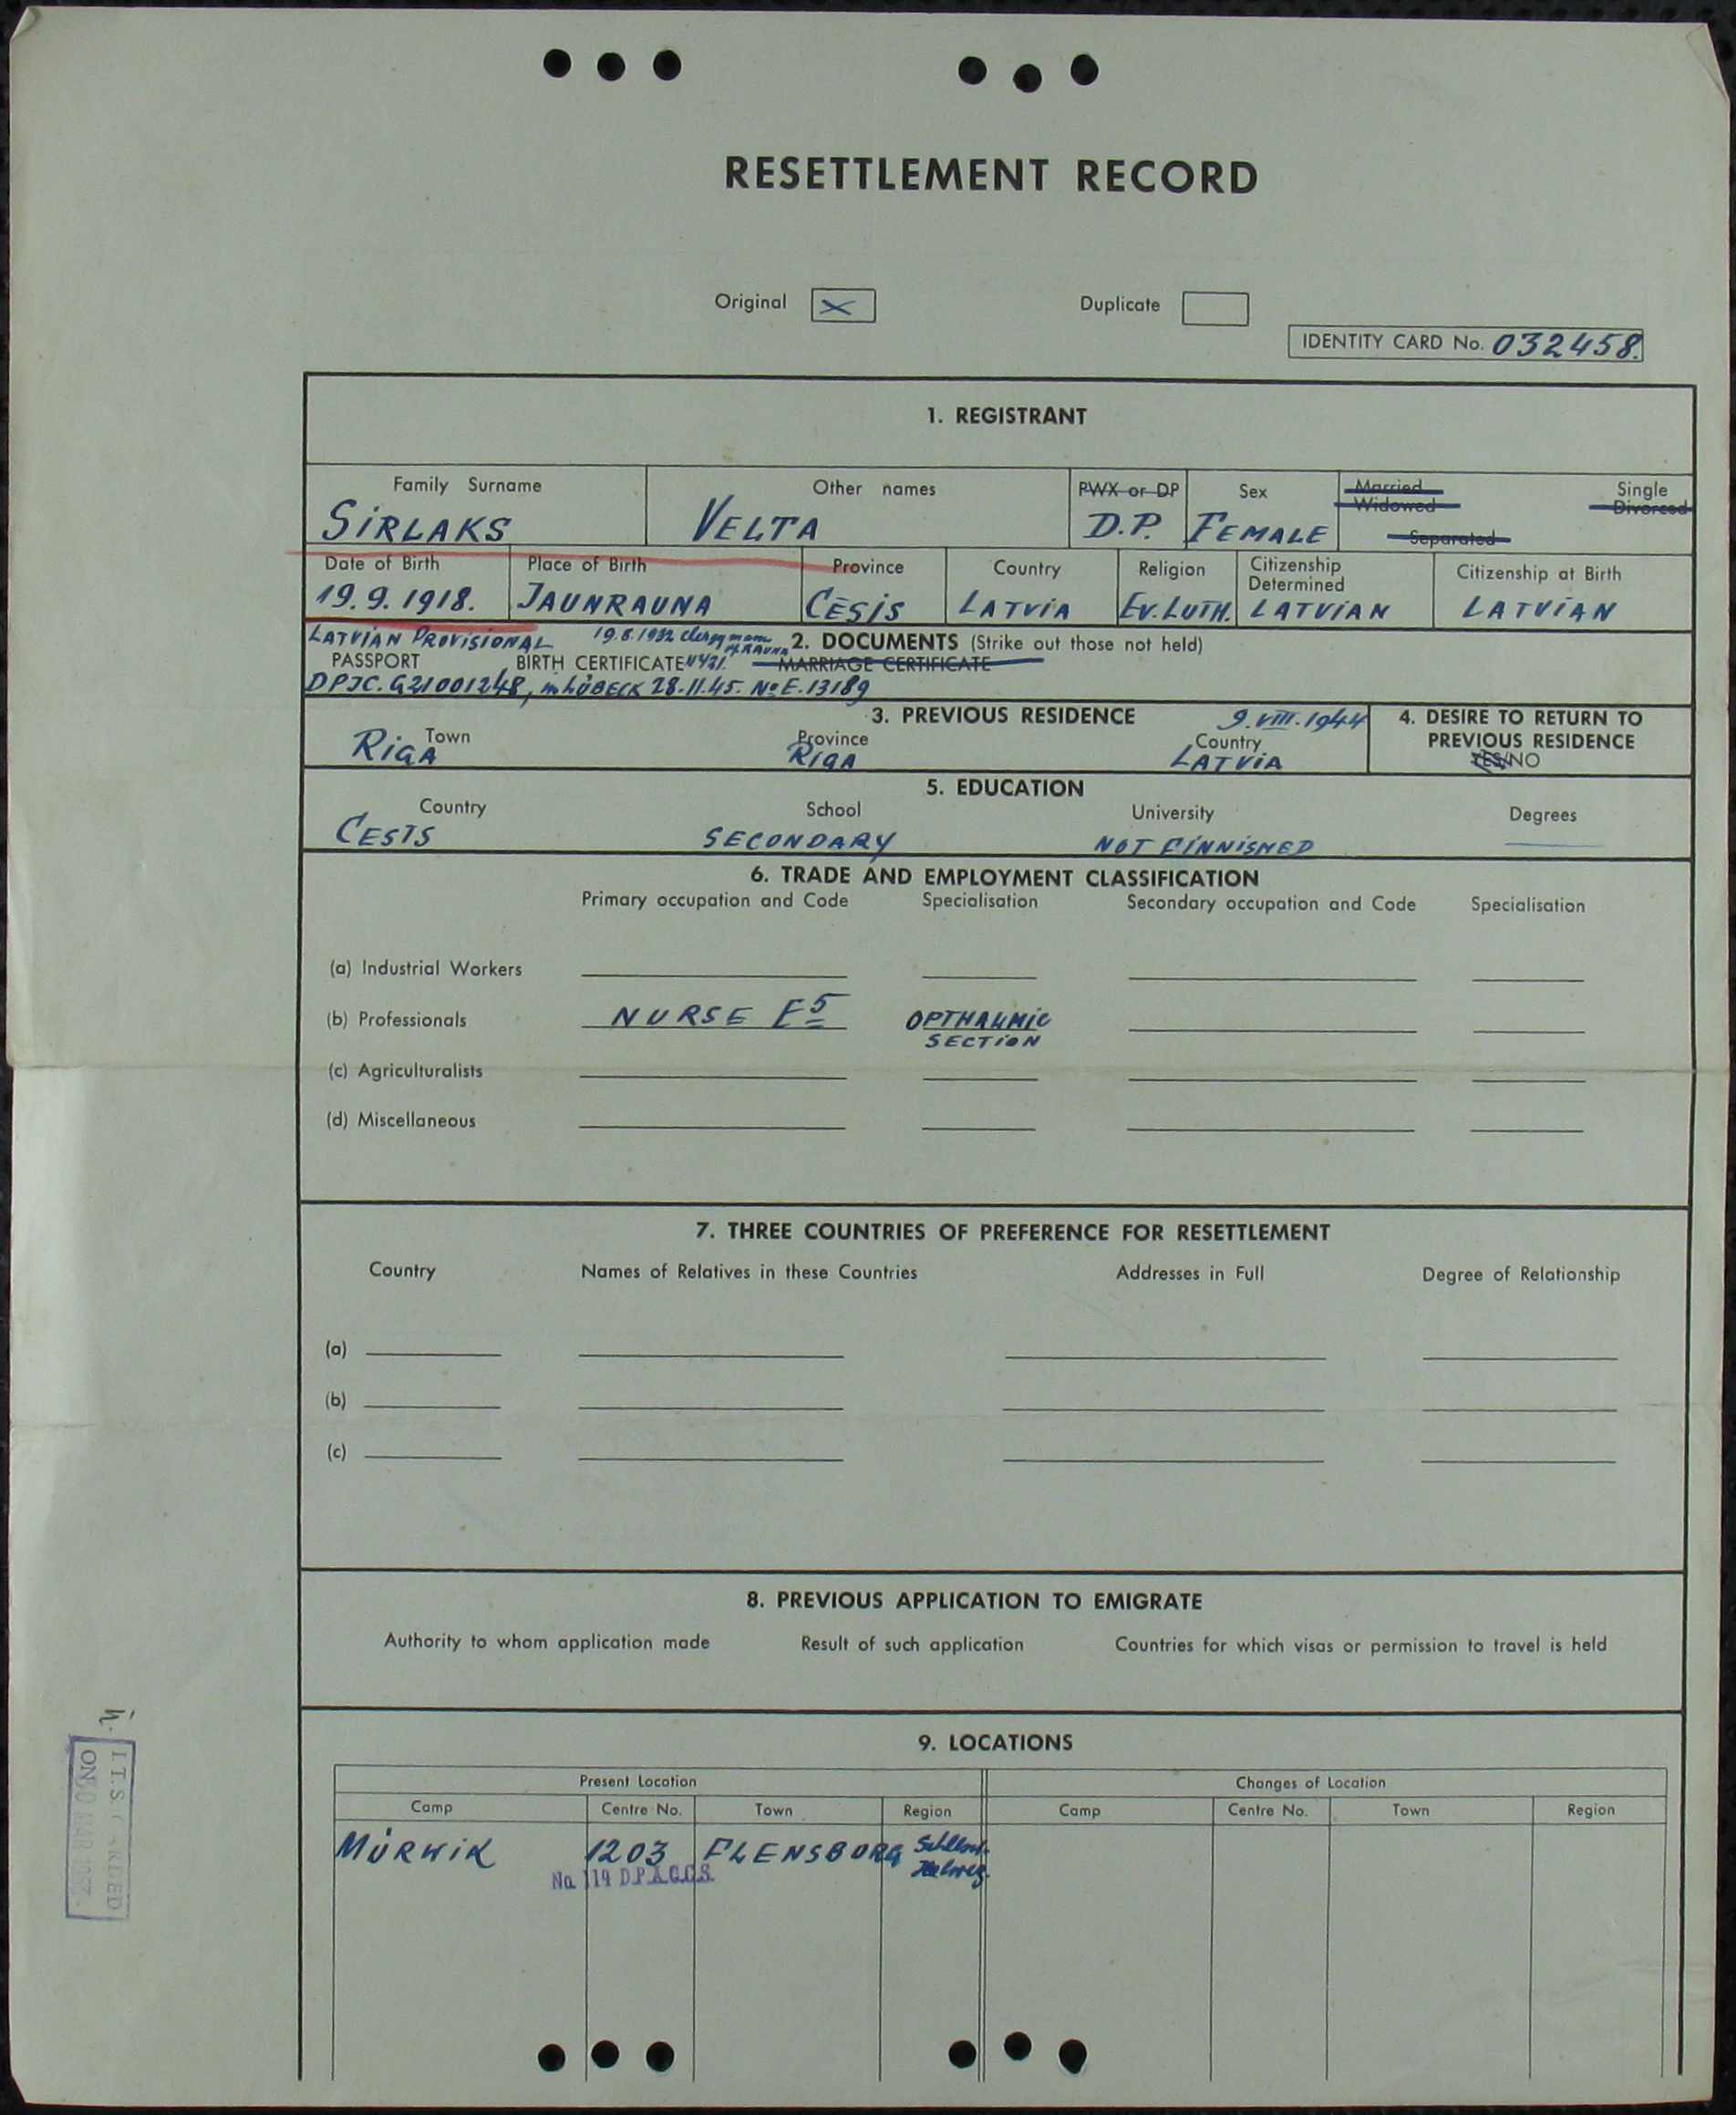 RESETTLEMENT RECORD
Original X Duplicate
IDENTITY CARD No. 032458.
1. REGISTRANT
Family Surname Other names PWX or DP Sex Married Single
Widowed Divorced
SIRLAKS VELTA D.P. FEMALE Separated
Date of Birth Place of Birth Province Country Religion Citizenship Determined Citizenship at Birth
19.9.1918. JAUNRAUNA CĒSIS LATVIA EV.LUTH. LATVIAN LATVIAN
LATVIAN PROVISIONAL 19.8.1932 clergymann of RAUNA 2. DOCUMENTS (Strike out those not held)
PASSPORT BIRTH CERTIFICATE MARRIAGE CERTIFICATE
DPIC. G21001248, in LÜBECK 28.11.45. No E.13189
3. PREVIOUS RESIDENCE 9.VIII.1944 4. DESIRE TO RETURN TO
PREVIOUS RESIDENCE
Town Province Country YES/NO
RIGA RIGA LATVIA
5. EDUCATION
Country School University Degrees
CESIS SECONDARY NOT FINNISHED
6. TRADE AND EMPLOYMENT CLASSIFICATION
Primary occupation and Code Specialisation Secondary occupation and Code Specialisation
(a) Industrial Workers
(b) Professionals NURSE E5 OPTHALMIC
SECTION
(c) Agriculturalists
(d) Miscellaneous
7. THREE COUNTRIES OF PREFERENCE FOR RESETTLEMENT
Country Names of Relatives in these Countries Addresses in Full Degree of Relationship
(a)
(b)
(c)
8. PREVIOUS APPLICATION TO EMIGRATE
Authority to whom application made Result of such application Countries for which visas or permission to travel is held
9. LOCATIONS
Present Location Changes of Location
Camp Centre No. Town Region Camp Centre No. Town Region
MÜRWIK 1203 FLENSBURG
No 119 D.P.A.C.C.S.
I.T.S.
ON